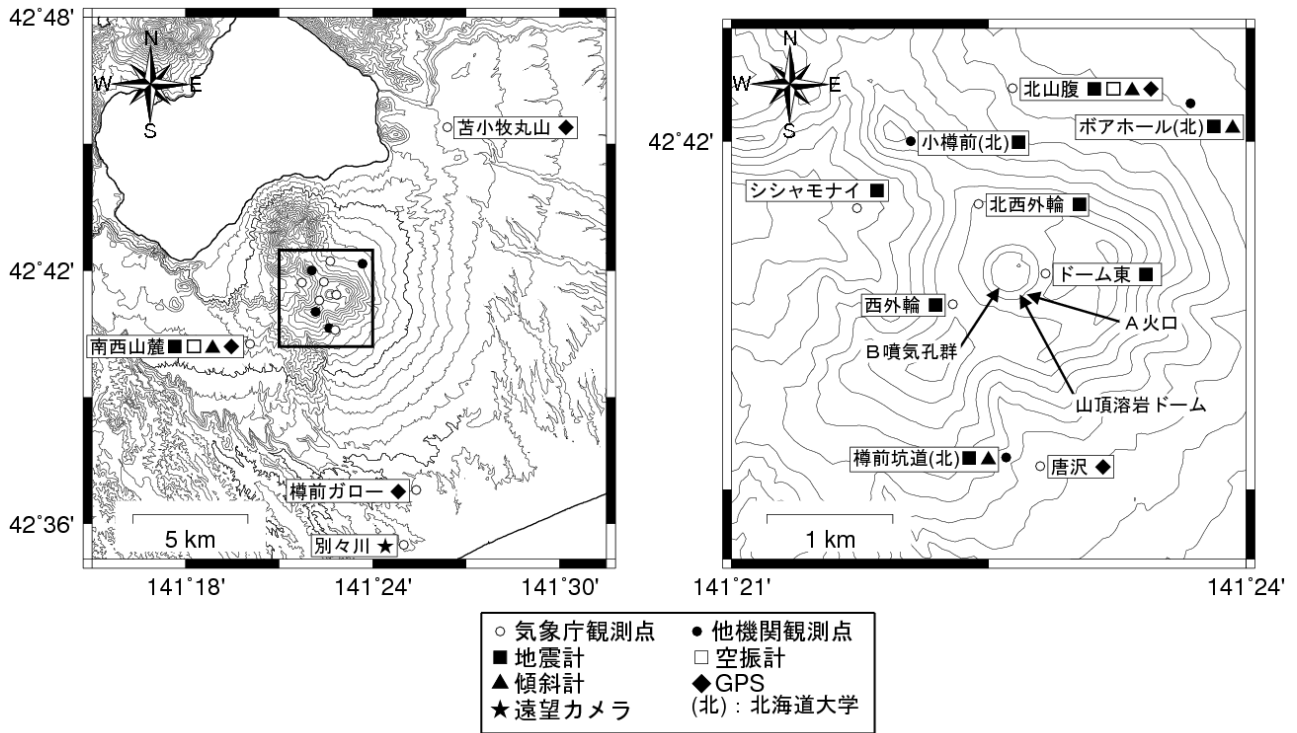 42°48'
N
W
E
S
苫小牧丸山 ◆
42°42'
南西山麓■□▲◆
樽前ガロー ◆
42°36'
5 km
別々川 ★
141°18'
141°24'
141°30'
N
W
E
S
北山腹 ■□▲◆
ボアホール(北)■▲
42°42'
小樽前(北)■
シシャモナイ ■
北西外輪 ■
ドーム東 ■
西外輪 ■
A火口
B噴気孔群
山頂溶岩ドーム
樽前坑道(北)■▲
唐沢 ◆
1 km
141°21'
141°24'
○ 気象庁観測点
● 他機関観測点
■ 地震計
□ 空振計
▲ 傾斜計
◆ GPS
★ 遠望カメラ
(北)：北海道大学